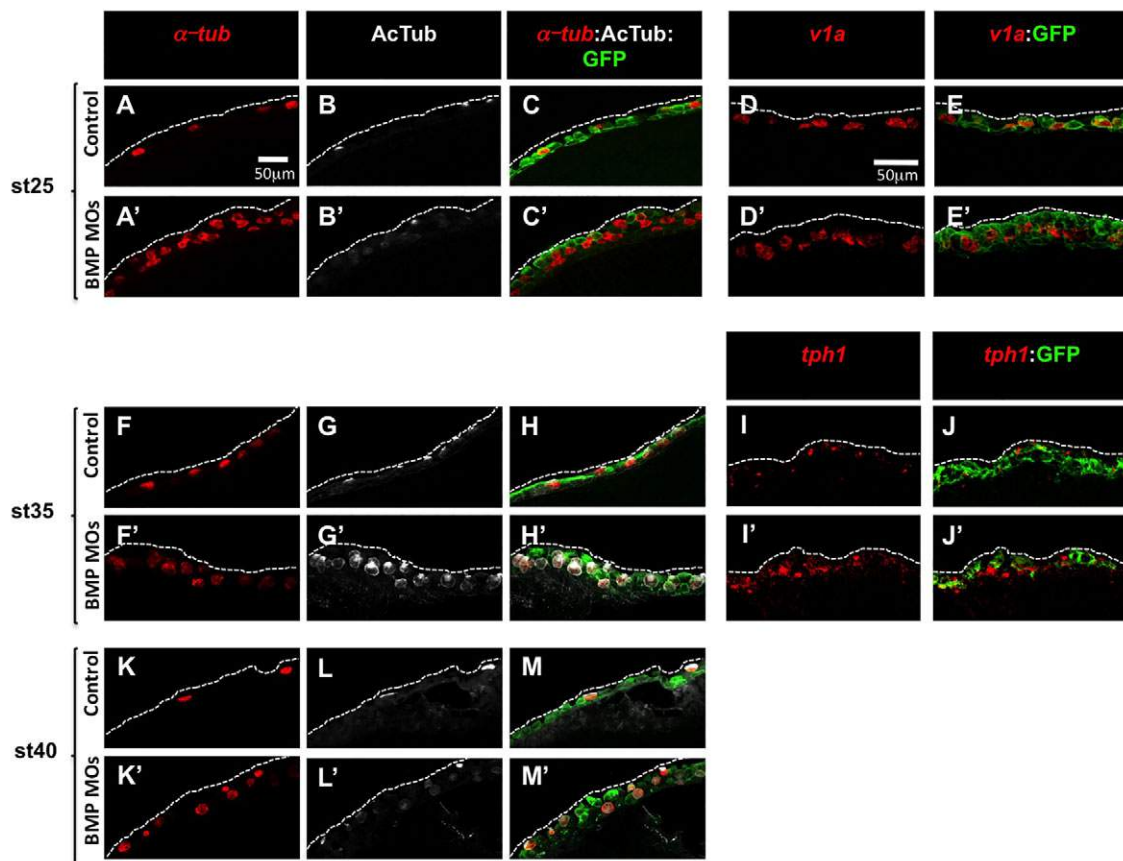 α-tub AcTub α-tub:AcTub:
GFP
v1a v1a:GFP
st25
Control
A B C D E
50μm 50μm
BMP MOs
A' B' C' D' E'
tph1 tph1:GFP
st35
Control
F G H I J
BMP MOs
F' G' H' I' J'
st40
Control
K L M
BMP MOs
K' L' M'